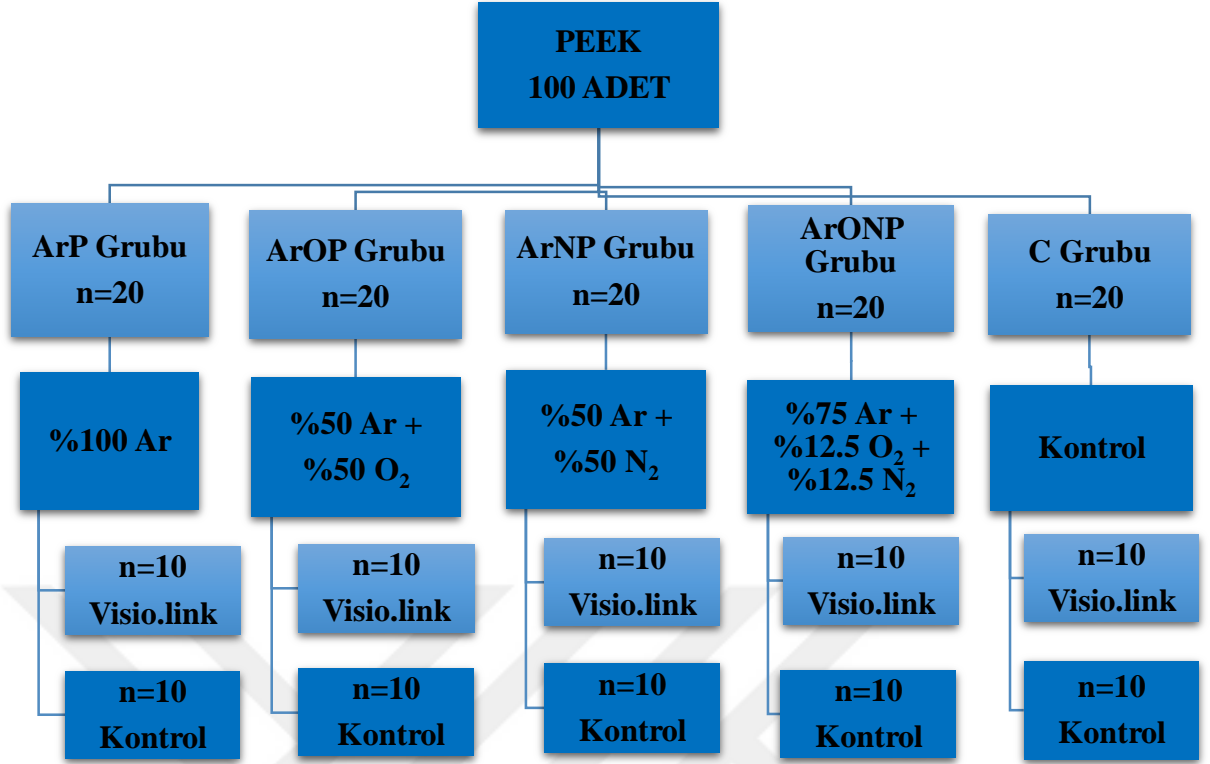 PEEK
100 ADET
ArP Grubu
n=20
ArOP Grubu
n=20
ArNP Grubu
n=20
ArONP
Grubu
n=20
C Grubu
n=20
%100 Ar
%50 Ar +
%50 O₂
%50 Ar +
%50 N₂
%75 Ar +
%12.5 O₂ +
%12.5 N₂
Kontrol
n=10
Visio.link
n=10
Visio.link
n=10
Visio.link
n=10
Visio.link
n=10
Visio.link
n=10
Kontrol
n=10
Kontrol
n=10
Kontrol
n=10
Kontrol
n=10
Kontrol